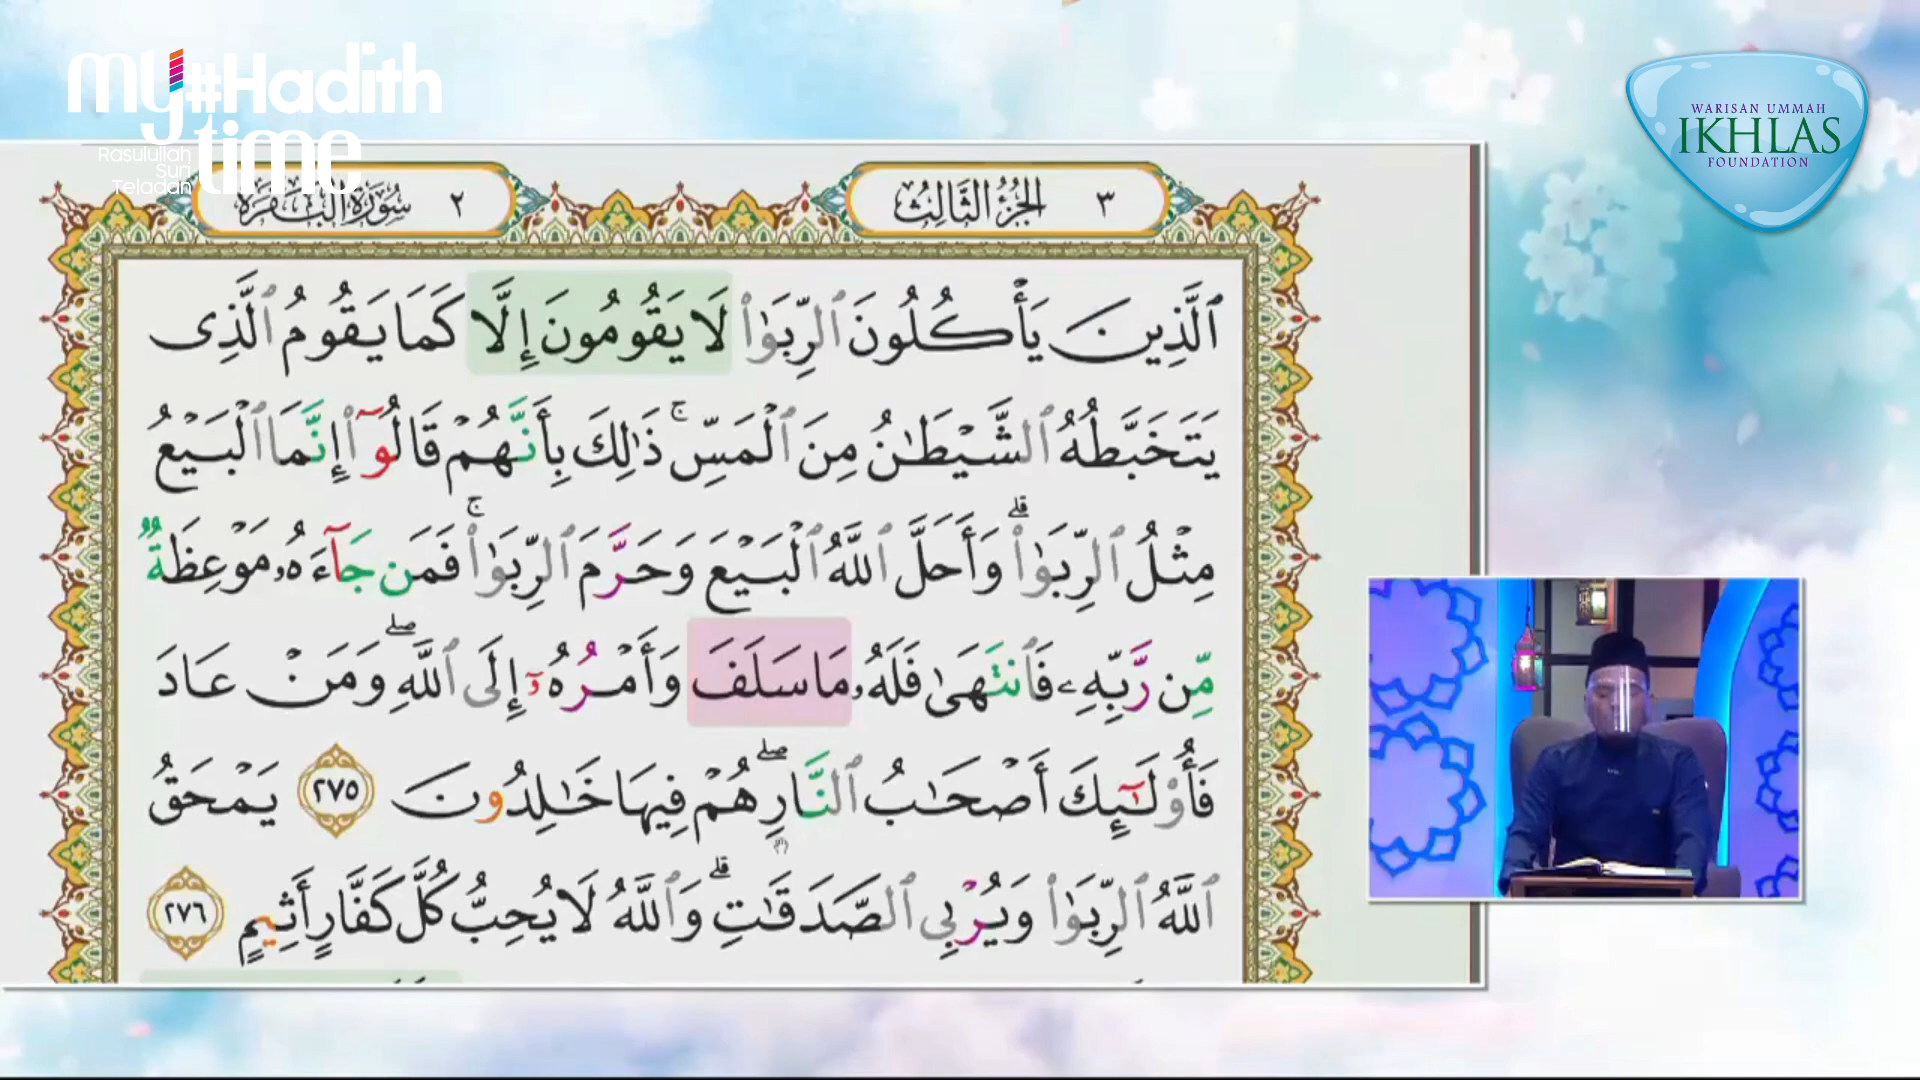 my#Hadith
time
Rasulullah
Suri
Teladan
WARISAN UMMAH
IKHLAS
FOUNDATION
٣ الجُزْءُ الثَّالِثُ
٢ سُورَةُ البَقَرَة
ٱلَّذِينَ يَأْكُلُونَ ٱلرِّبَوٰا۟ لَا يَقُومُونَ إِلَّا كَمَا يَقُومُ ٱلَّذِى
يَتَخَبَّطُهُ ٱلشَّيْطَـٰنُ مِنَ ٱلْمَسِّ ۚ ذَٰلِكَ بِأَنَّهُمْ قَالُوٓا۟ إِنَّمَا ٱلْبَيْعُ
مِثْلُ ٱلرِّبَوٰا۟ ۗ وَأَحَلَّ ٱللَّهُ ٱلْبَيْعَ وَحَرَّمَ ٱلرِّبَوٰا۟ ۚ فَمَن جَآءَهُۥ مَوْعِظَةٌ
مِّن رَّبِّهِۦ فَٱنتَهَىٰ فَلَهُۥ مَا سَلَفَ وَأَمْرُهُۥٓ إِلَى ٱللَّهِ ۖ وَمَنْ عَادَ
فَأُو۟لَـٰٓئِكَ أَصْحَـٰبُ ٱلنَّارِ ۖ هُمْ فِيهَا خَـٰلِدُونَ ٢٧٥ يَمْحَقُ
ٱللَّهُ ٱلرِّبَوٰا۟ وَيُرْبِى ٱلصَّدَقَـٰتِ ۗ وَٱللَّهُ لَا يُحِبُّ كُلَّ كَفَّارٍ أَثِيمٍ ٢٧٦